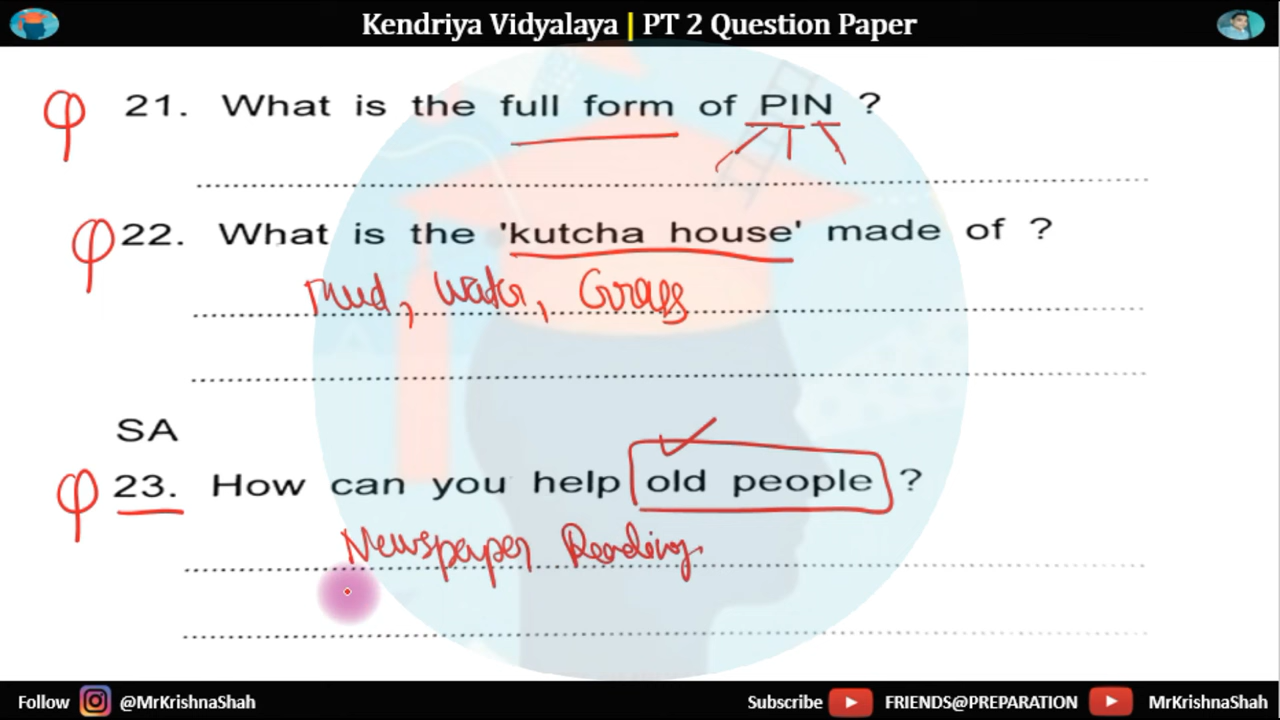 Kendriya Vidyalaya | PT 2 Question Paper
φ 21. What is the full form of PIN ?
φ 22. What is the 'kutcha house' made of ?
Mud, Water, Grass
SA
φ 23. How can you help old people ?
Newspaper Reading
Follow @MrKrishnaShah Subscribe FRIENDS@PREPARATION MrKrishnaShah